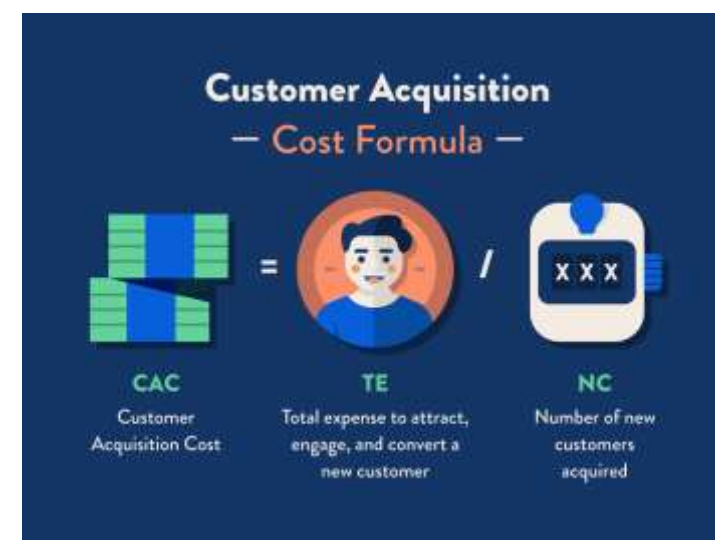 Customer Acquisition
— Cost Formula —
= / X X X
CAC TE NC
Customer Total expense to attract, Number of new
Acquisition Cost engage, and convert a customers
new customer acquired